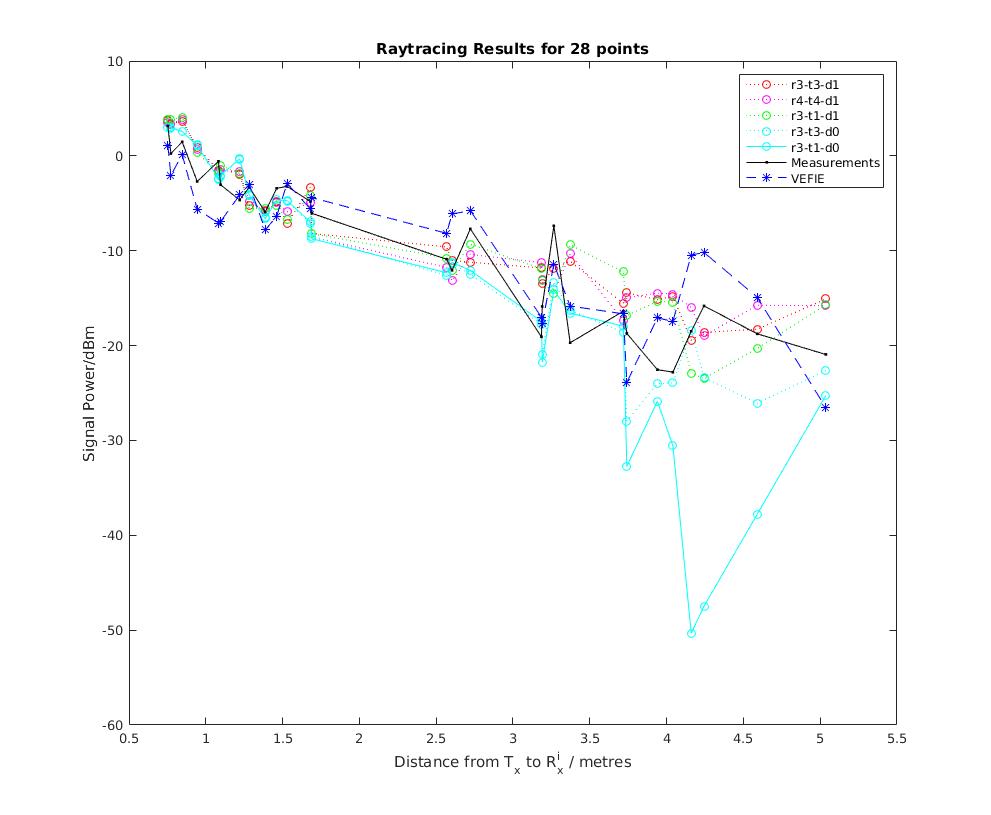 Raytracing Results for 28 points
r3-t3-d1
r4-t4-d1
r3-t1-d1
r3-t3-d0
r3-t1-d0
Measurements
VEFIE
10
0
-10
-20
-30
-40
-50
-60
Signal Power/dBm
0.5 1 1.5 2 2.5 3 3.5 4 4.5 5 5.5
Distance from Tx to Rxi / metres